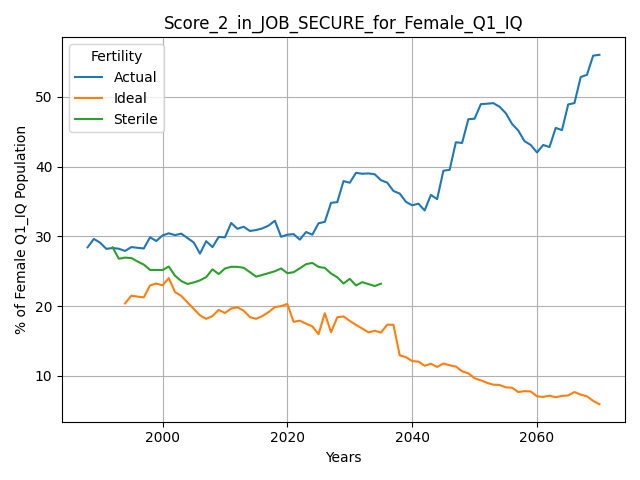 Score_2_in_JOB_SECURE_for_Female_Q1_IQ
Fertility
Actual
Ideal
Sterile
% of Female Q1_IQ Population
50
40
30
20
10
2000 2020 2040 2060
Years